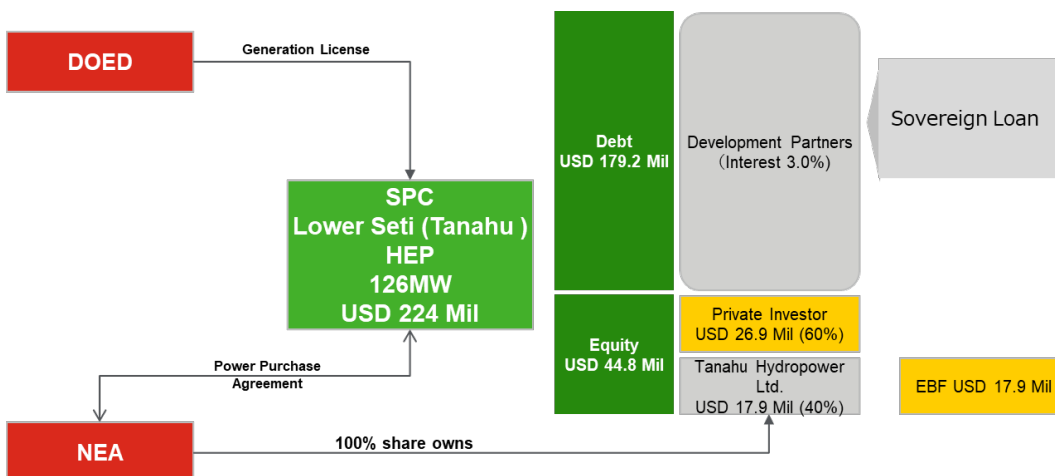 DOED
Generation License
SPC
Lower Seti (Tanahu )
HEP
126MW
USD 224 Mil
Power Purchase
Agreement
NEA
100% share owns
Debt
USD 179.2 Mil
Development Partners
（Interest 3.0%)
Sovereign Loan
Equity
USD 44.8 Mil
Private Investor
USD 26.9 Mil (60%)
Tanahu Hydropower
Ltd.
USD 17.9 Mil (40%)
EBF USD 17.9 Mil